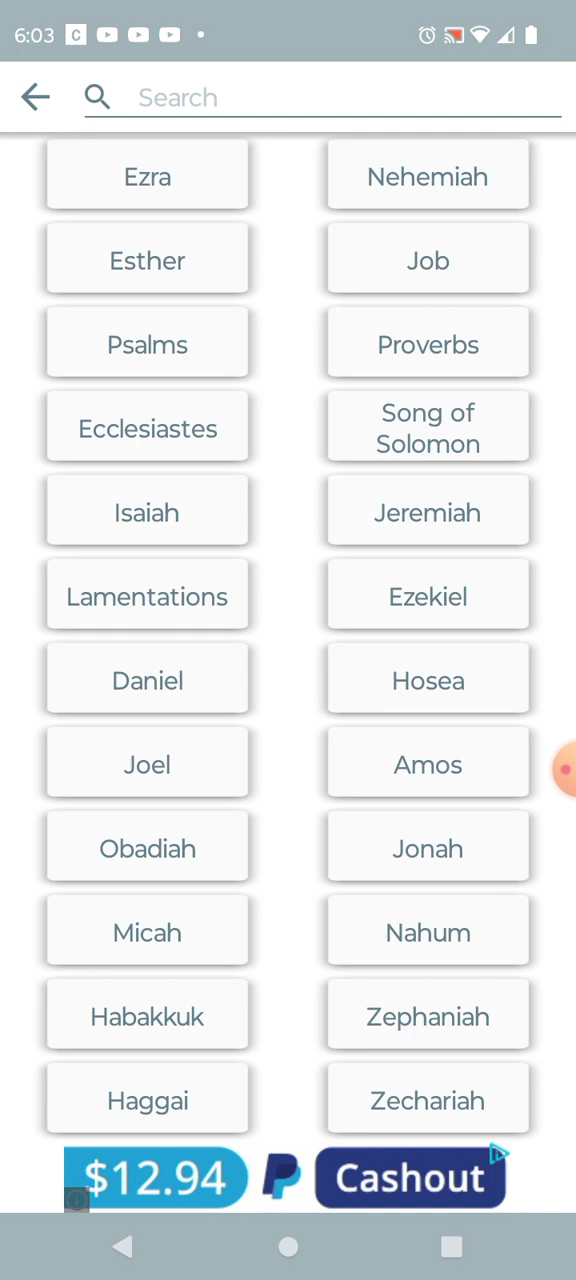 6:03
Search
Ezra
Nehemiah
Esther
Job
Psalms
Proverbs
Ecclesiastes
Song of
Solomon
Isaiah
Jeremiah
Lamentations
Ezekiel
Daniel
Hosea
Joel
Amos
Obadiah
Jonah
Micah
Nahum
Habakkuk
Zephaniah
Haggai
Zechariah
$12.94 Cashout